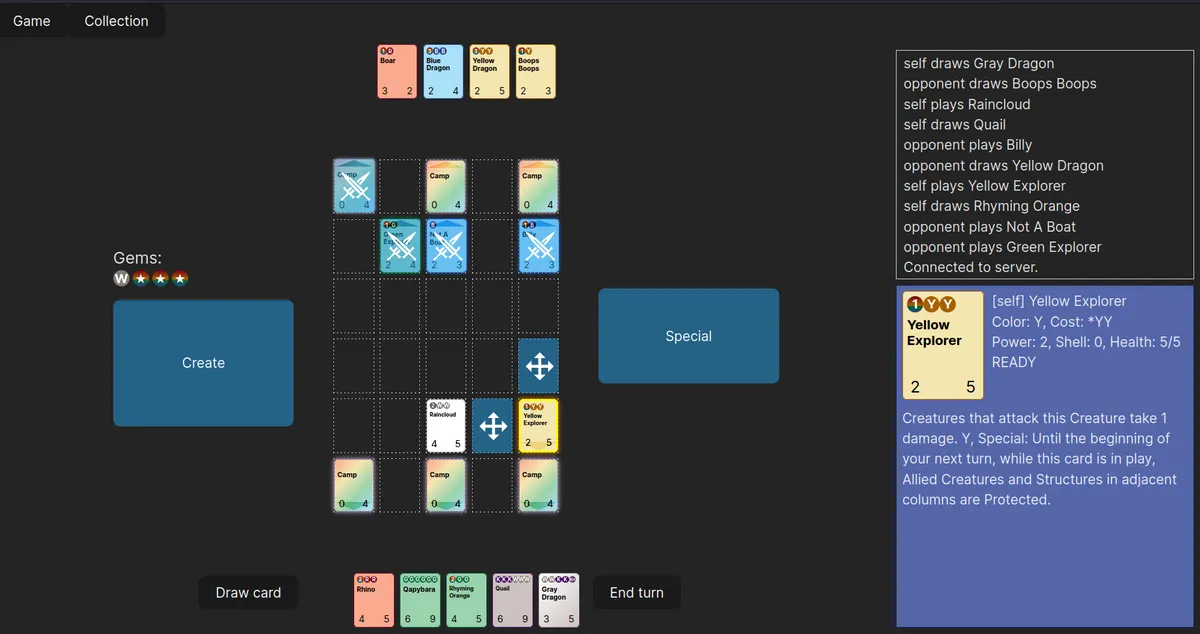 Game
Collection
Boar
3 2
Blue
Dragon
2 4
Yellow
Dragon
2 5
Boops
Boops
2 3
Camp
0 4
Camp
0 4
Camp
0 4
Green
2 4
Not A
2 3
Billy
2 3
Gems:
W
Create
Special
Raincloud
4 5
Yellow
Explorer
2 5
Camp
0 4
Camp
0 4
Camp
0 4
Draw card
Rhino
4 5
Qapybara
6 9
Rhyming
Orange
4 5
Quail
6 9
Gray
Dragon
3 5
End turn
self draws Gray Dragon
opponent draws Boops Boops
self plays Raincloud
self draws Quail
opponent plays Billy
opponent draws Yellow Dragon
self plays Yellow Explorer
self draws Rhyming Orange
opponent plays Not A Boat
opponent plays Green Explorer
Connected to server.
1YY
Yellow
Explorer
2 5
[self] Yellow Explorer
Color: Y, Cost: *YY
Power: 2, Shell: 0, Health: 5/5
READY
Creatures that attack this Creature take 1
damage. Y, Special: Until the beginning of
your next turn, while this card is in play,
Allied Creatures and Structures in adjacent
columns are Protected.